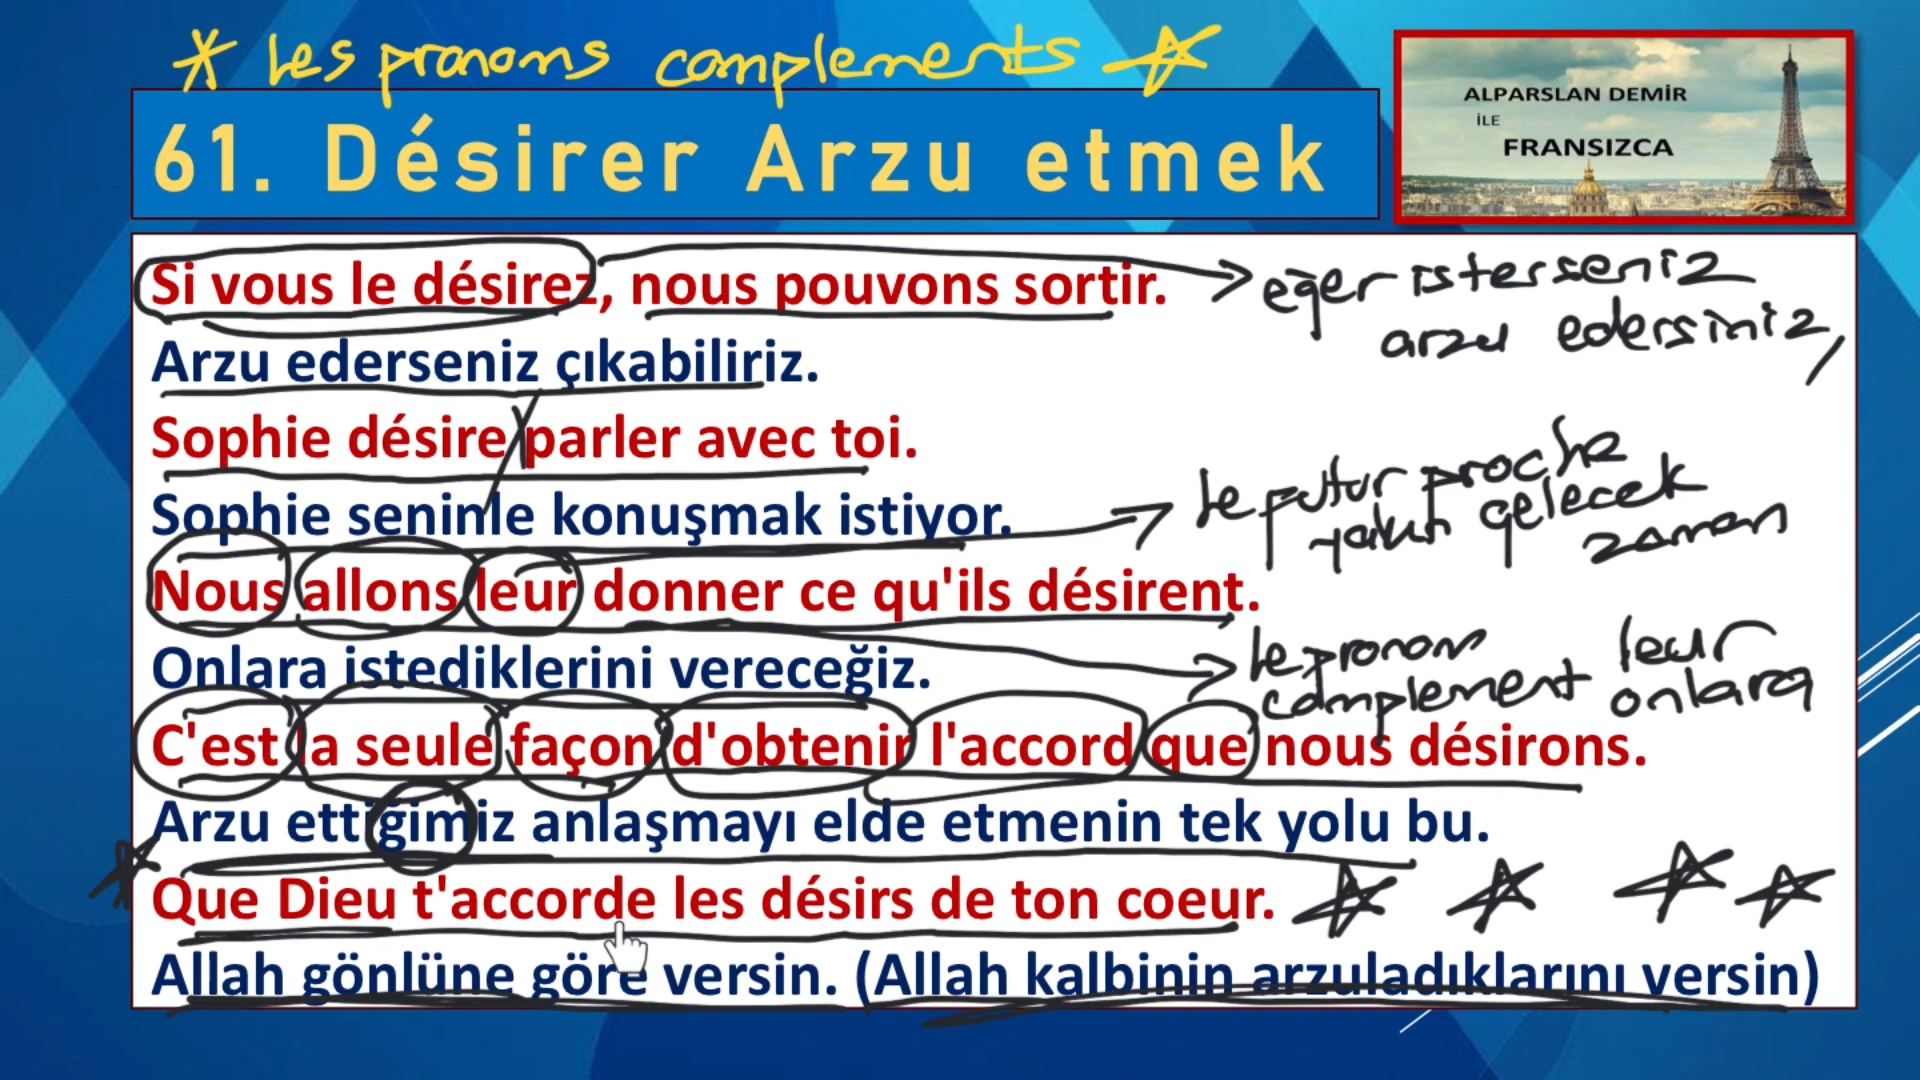 * Les pronoms complements
61. Désirer Arzu etmek
ALPARSLAN DEMİR
İLE
FRANSIZCA
Si vous le désirez, nous pouvons sortir.
eğer isterseniz
arzu edersiniz,
Arzu ederseniz çıkabiliriz.
Sophie désire parler avec toi.
Sophie seninle konuşmak istiyor.
Le futur proche
yakın gelecek
zaman
Nous allons leur donner ce qu'ils désirent.
Le pronom
complement
leur
onlara
Onlara istediklerini vereceğiz.
C'est la seule façon d'obtenir l'accord que nous désirons.
Arzu ettiğimiz anlaşmayı elde etmenin tek yolu bu.
Que Dieu t'accorde les désirs de ton coeur.
Allah gönlüne göre versin. (Allah kalbinin arzuladıklarını versin)